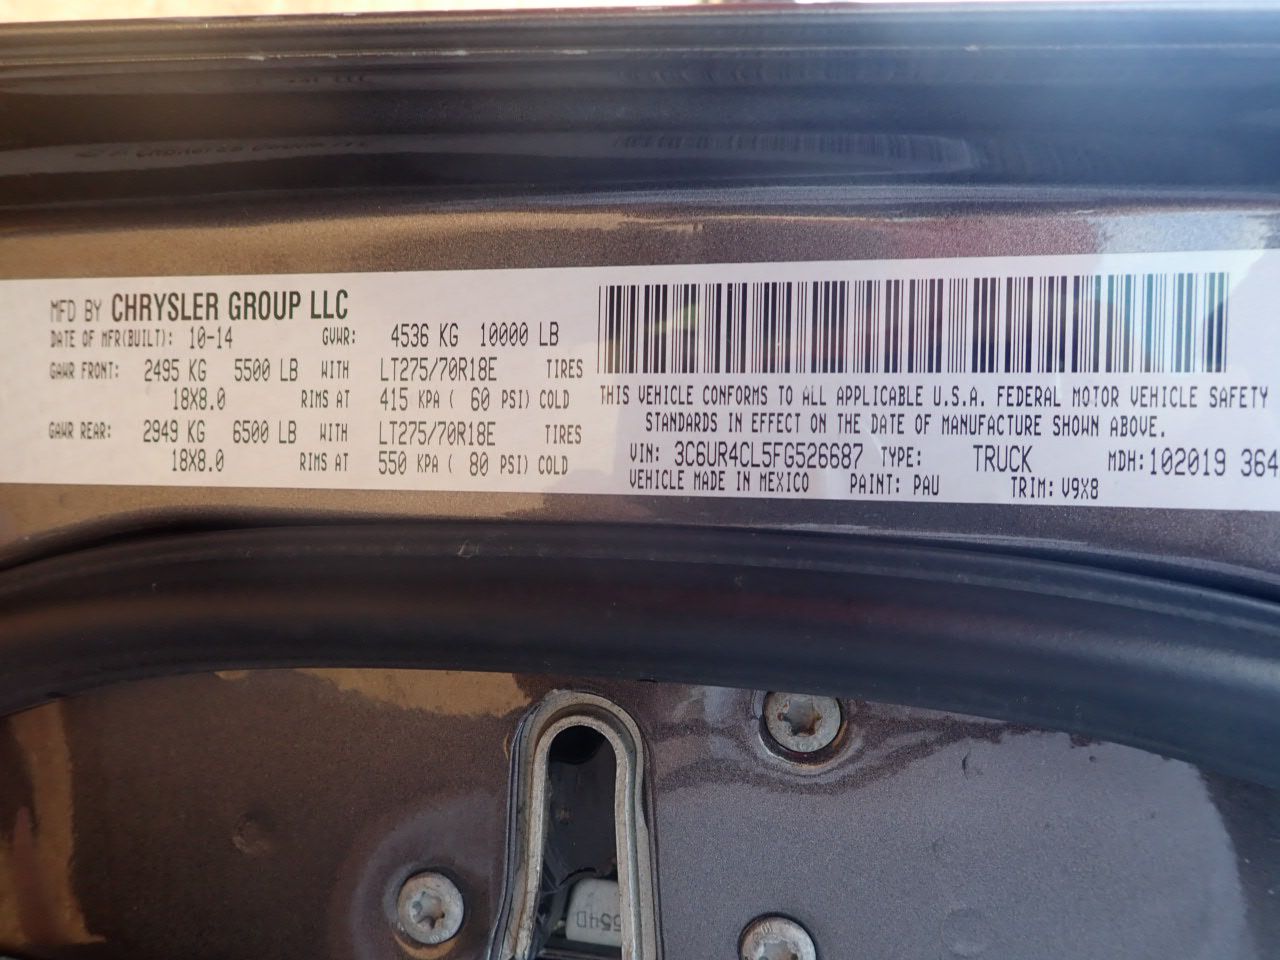 MFD BY CHRYSLER GROUP LLC
DATE OF MFR(BUILT): 10-14 GVWR: 4536 KG 10000 LB
GAWR FRONT: 2495 KG 5500 LB WITH LT275/70R18E TIRES
18X8.0 RIMS AT 415 KPA ( 60 PSI) COLD
GAWR REAR: 2949 KG 6500 LB WITH LT275/70R18E TIRES
18X8.0 RIMS AT 550 KPA ( 80 PSI) COLD
THIS VEHICLE CONFORMS TO ALL APPLICABLE U.S.A. FEDERAL MOTOR VEHICLE SAFETY
STANDARDS IN EFFECT ON THE DATE OF MANUFACTURE SHOWN ABOVE.
VIN: 3C6UR4CL5FG526687 TYPE: TRUCK MDH: 102019 364
VEHICLE MADE IN MEXICO PAINT: PAU TRIM: V9X8